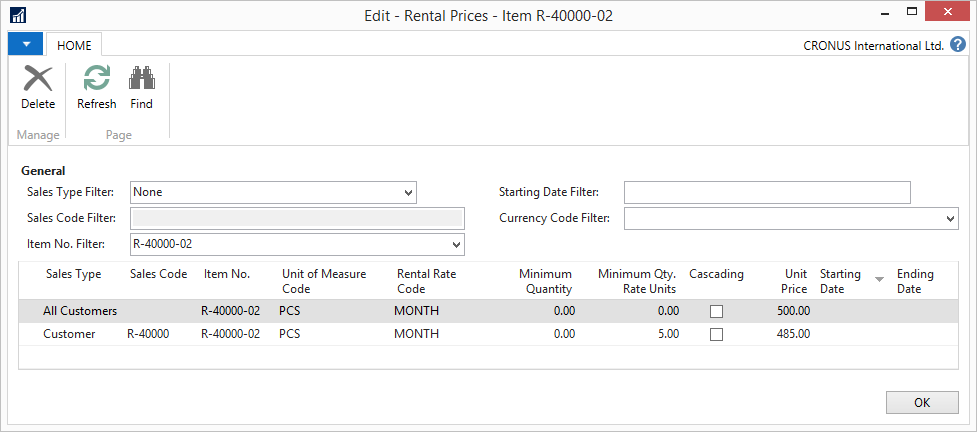 Edit - Rental Prices - Item R-40000-02
HOME
CRONUS International Ltd. ?
Delete Refresh Find
Manage Page
General
Sales Type Filter: None Starting Date Filter:
Sales Code Filter: Currency Code Filter:
Item No. Filter: R-40000-02
Sales Type Sales Code Item No. Unit of Measure Rental Rate Minimum Minimum Qty. Cascading Unit Starting Ending
Code Code Quantity Rate Units Price Date Date
All Customers R-40000-02 PCS MONTH 0.00 0.00 500.00
Customer R-40000 R-40000-02 PCS MONTH 0.00 5.00 485.00
OK